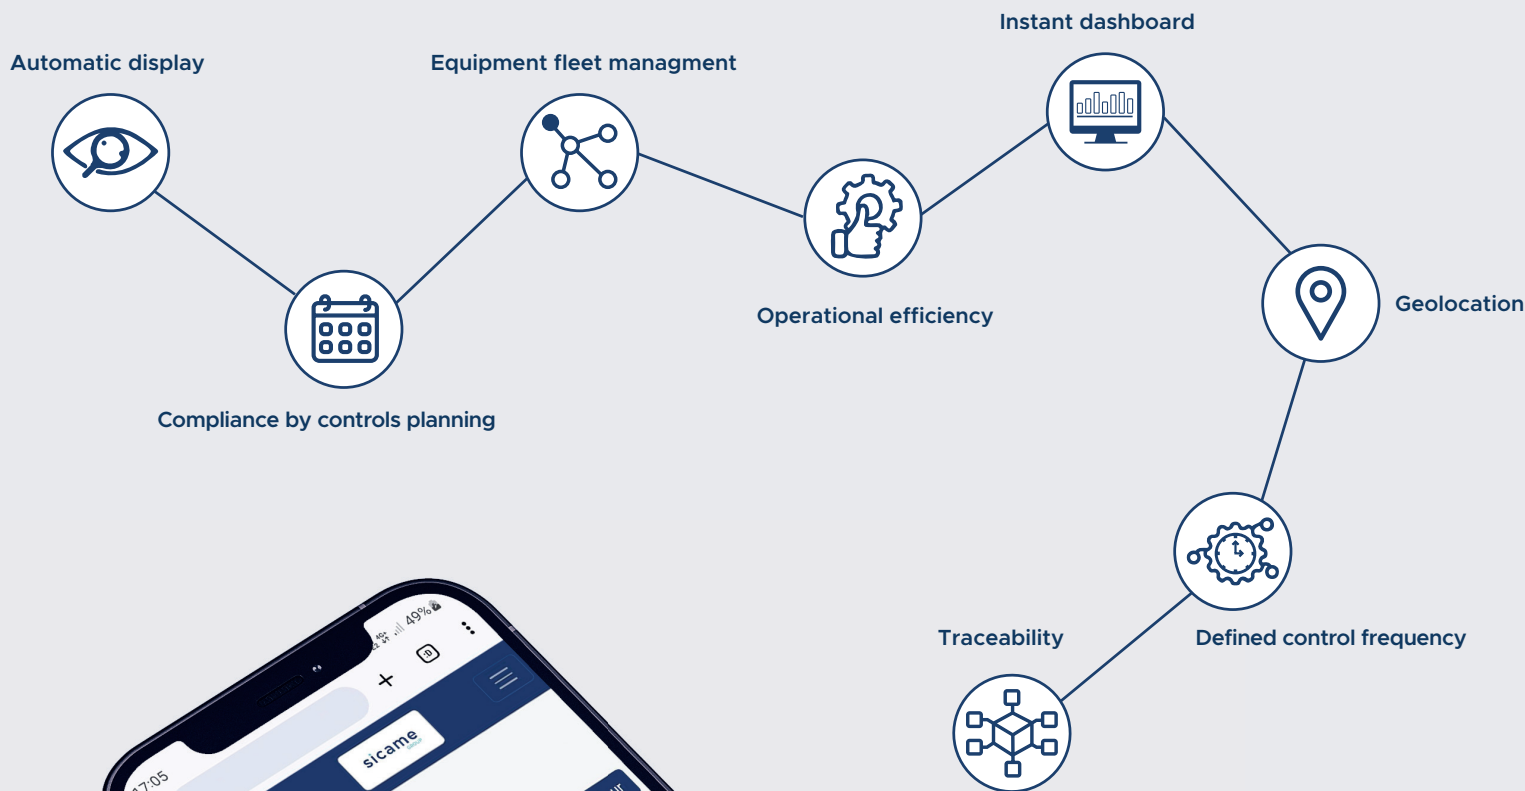 Instant dashboard
Automatic display
Equipment fleet managment
Geolocation
Operational efficiency
Compliance by controls planning
Traceability
Defined control frequency
49%
:D
sicame
GROUP
17:05